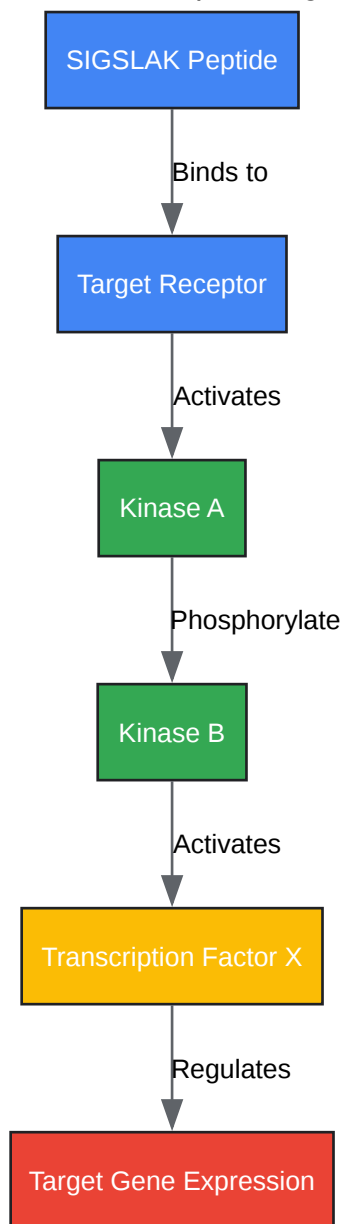 SIGSLAK Peptide
Binds to
Target Receptor
Activates
Kinase A
Phosphorylate
Kinase B
Activates
Transcription Factor X
Regulates
Target Gene Expression